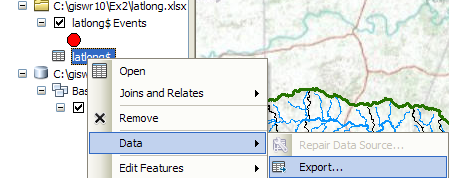 C:\giswr10\Ex2\latlong.xlsx
latlong$ Events
latlong$
C:\gisw
Bas
Open
Joins and Relates
Remove
Data
Edit Features
Repair Data Source...
Export...